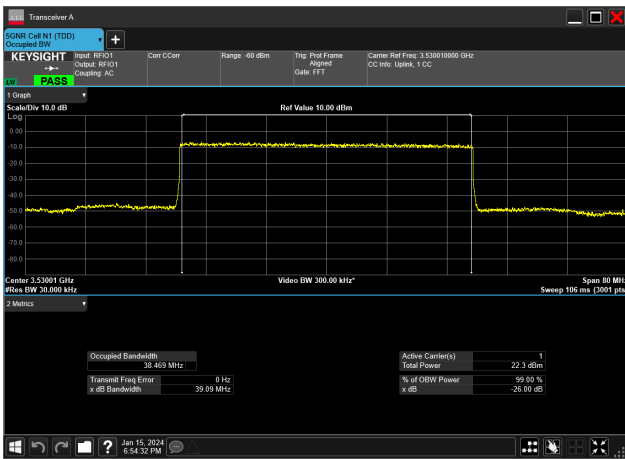 Transceiver A
5GNR Cell N1 (TDD)
Occupied BW
KEYSIGHT
PASS
Input: RFIO1
Output: RFIO1
Coupling: AC
Corr CCorr
Range: -60 dBm
Trig: Prot Frame
Aligned
Gate: FFT
Carrier Ref Freq: 3.530010000 GHz
CC Info: Uplink, 1 CC
1 Graph
Scale/Div 10.0 dB
Ref Value 10.00 dBm
Log
0.00
-10.0
-20.0
-30.0
-40.0
-50.0
-60.0
-70.0
-80.0
Center 3.53001 GHz
Video BW 300.00 kHz*
Span 80 MHz
#Res BW 30.000 kHz
Sweep 106 ms (3001 pts
2 Metrics
Occupied Bandwidth
38.469 MHz
Transmit Freq Error 0 Hz
x dB Bandwidth 39.09 MHz
Active Carrier(s) 1
Total Power 22.3 dBm
% of OBW Power 99.00 %
x dB -26.00 dB
?
Jan 15, 2024
6:54:32 PM